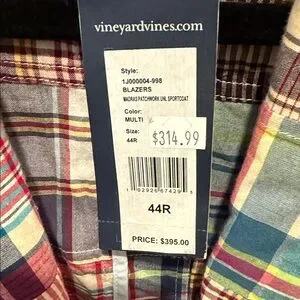 vineyardvines.com
Style:
1J000004-998
BLAZERS
MADRAS PATCHWORK UNL SPORTCOAT
Color:
MULTI
Size:
44R
$314.99
44R
PRICE: $395.00